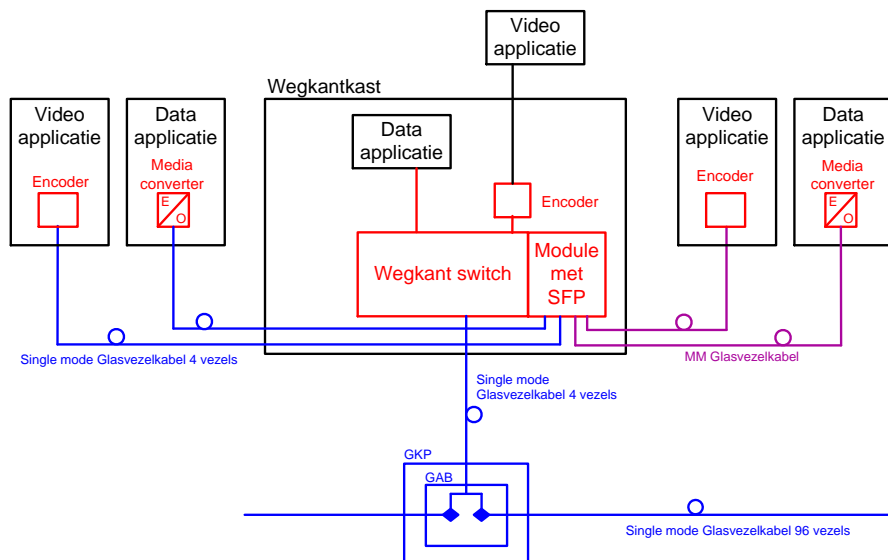 Video
applicatie
Wegkantkast
Video
applicatie
Encoder
Data
applicatie
Media
converter
E
O
Data
applicatie
Encoder
Wegkant switch
Module
met
SFP
Video
applicatie
Encoder
Data
applicatie
Media
converter
E
O
Single mode Glasvezelkabel 4 vezels
MM Glasvezelkabel
Single mode
Glasvezelkabel 4 vezels
GKP
GAB
Single mode Glasvezelkabel 96 vezels